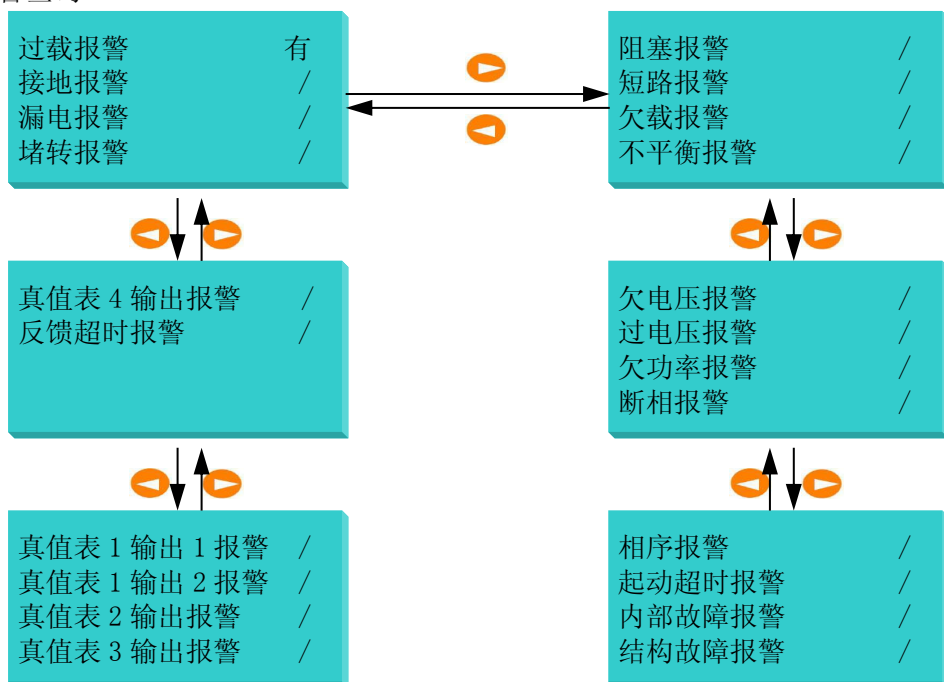 过载报警 有
接地报警 /
漏电报警 /
堵转报警 /
阻塞报警 /
短路报警 /
欠载报警 /
不平衡报警 /
真值表 4 输出报警 /
反馈超时报警 /
欠电压报警 /
过电压报警 /
欠功率报警 /
断相报警 /
真值表 1 输出 1 报警 /
真值表 1 输出 2 报警 /
真值表 2 输出报警 /
真值表 3 输出报警 /
相序报警 /
起动超时报警 /
内部故障报警 /
结构故障报警 /